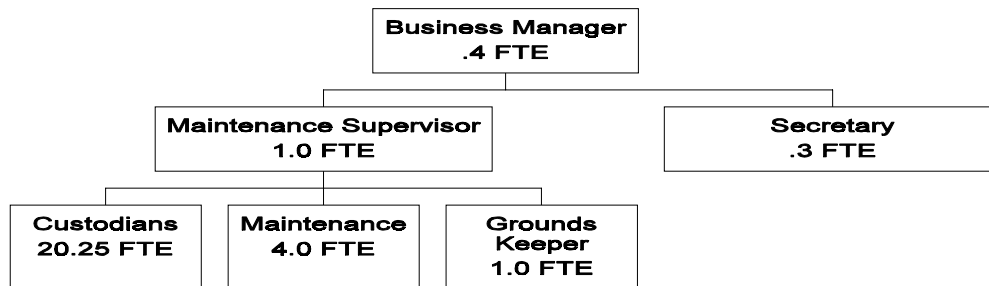 Business Manager
.4 FTE
Maintenance Supervisor
1.0 FTE
Secretary
.3 FTE
Custodians
20.25 FTE
Maintenance
4.0 FTE
Grounds
Keeper
1.0 FTE